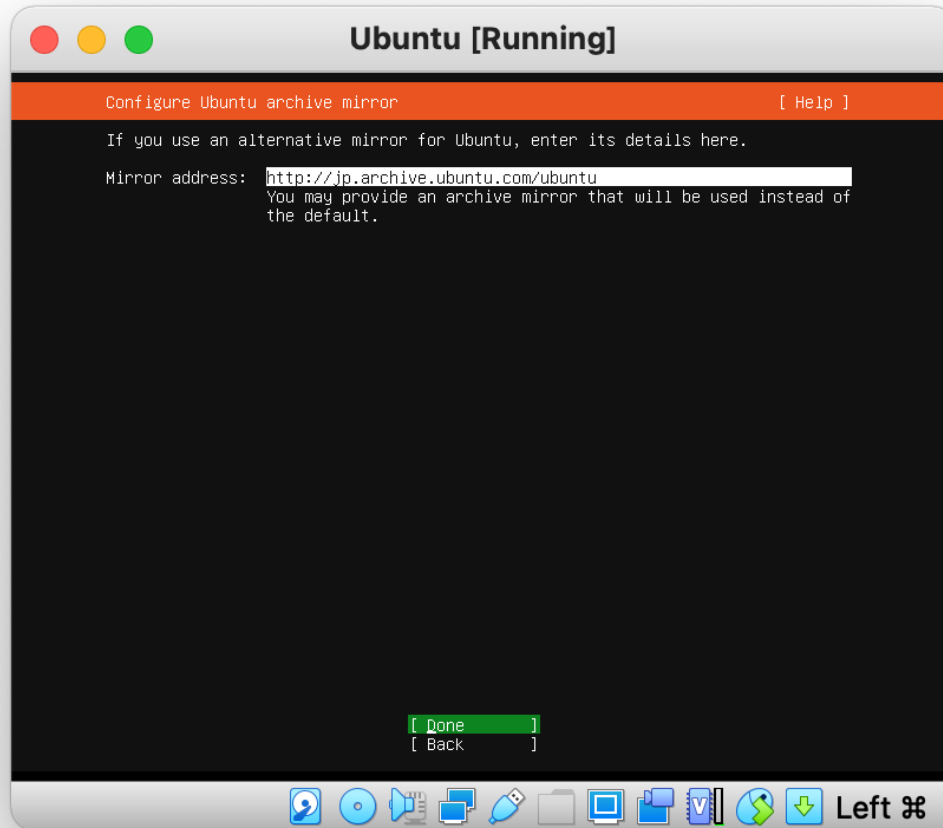 Ubuntu [Running]
Configure Ubuntu archive mirror [ Help ]
If you use an alternative mirror for Ubuntu, enter its details here.
Mirror address: http://jp.archive.ubuntu.com/ubuntu
You may provide an archive mirror that will be used instead of
the default.
[ Done ]
[ Back ]
V
Left ⌘